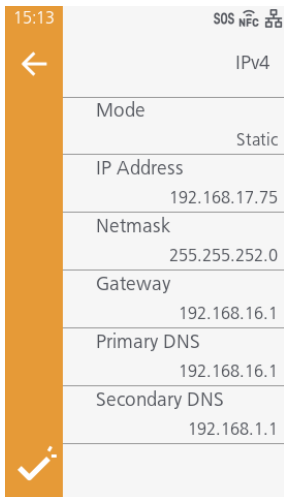 15:13
SOS NFC
IPv4
Mode
Static
IP Address
192.168.17.75
Netmask
255.255.252.0
Gateway
192.168.16.1
Primary DNS
192.168.16.1
Secondary DNS
192.168.1.1